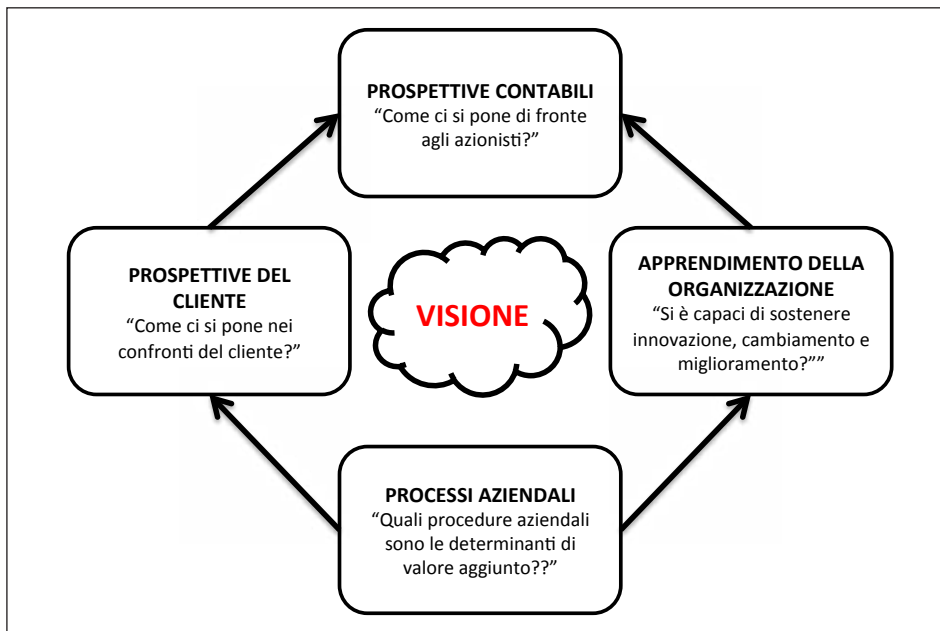 PROSPETTIVE CONTABILI
“Come ci si pone di fronte
agli azionisti?”
PROSPETTIVE DEL
CLIENTE
“Come ci si pone nei
confronti del cliente?”
VISIONE
APPRENDIMENTO DELLA
ORGANIZZAZIONE
“Si è capaci di sostenere
innovazione, cambiamento e
miglioramento?””
PROCESSI AZIENDALI
“Quali procedure aziendali
sono le determinanti di
valore aggiunto??”